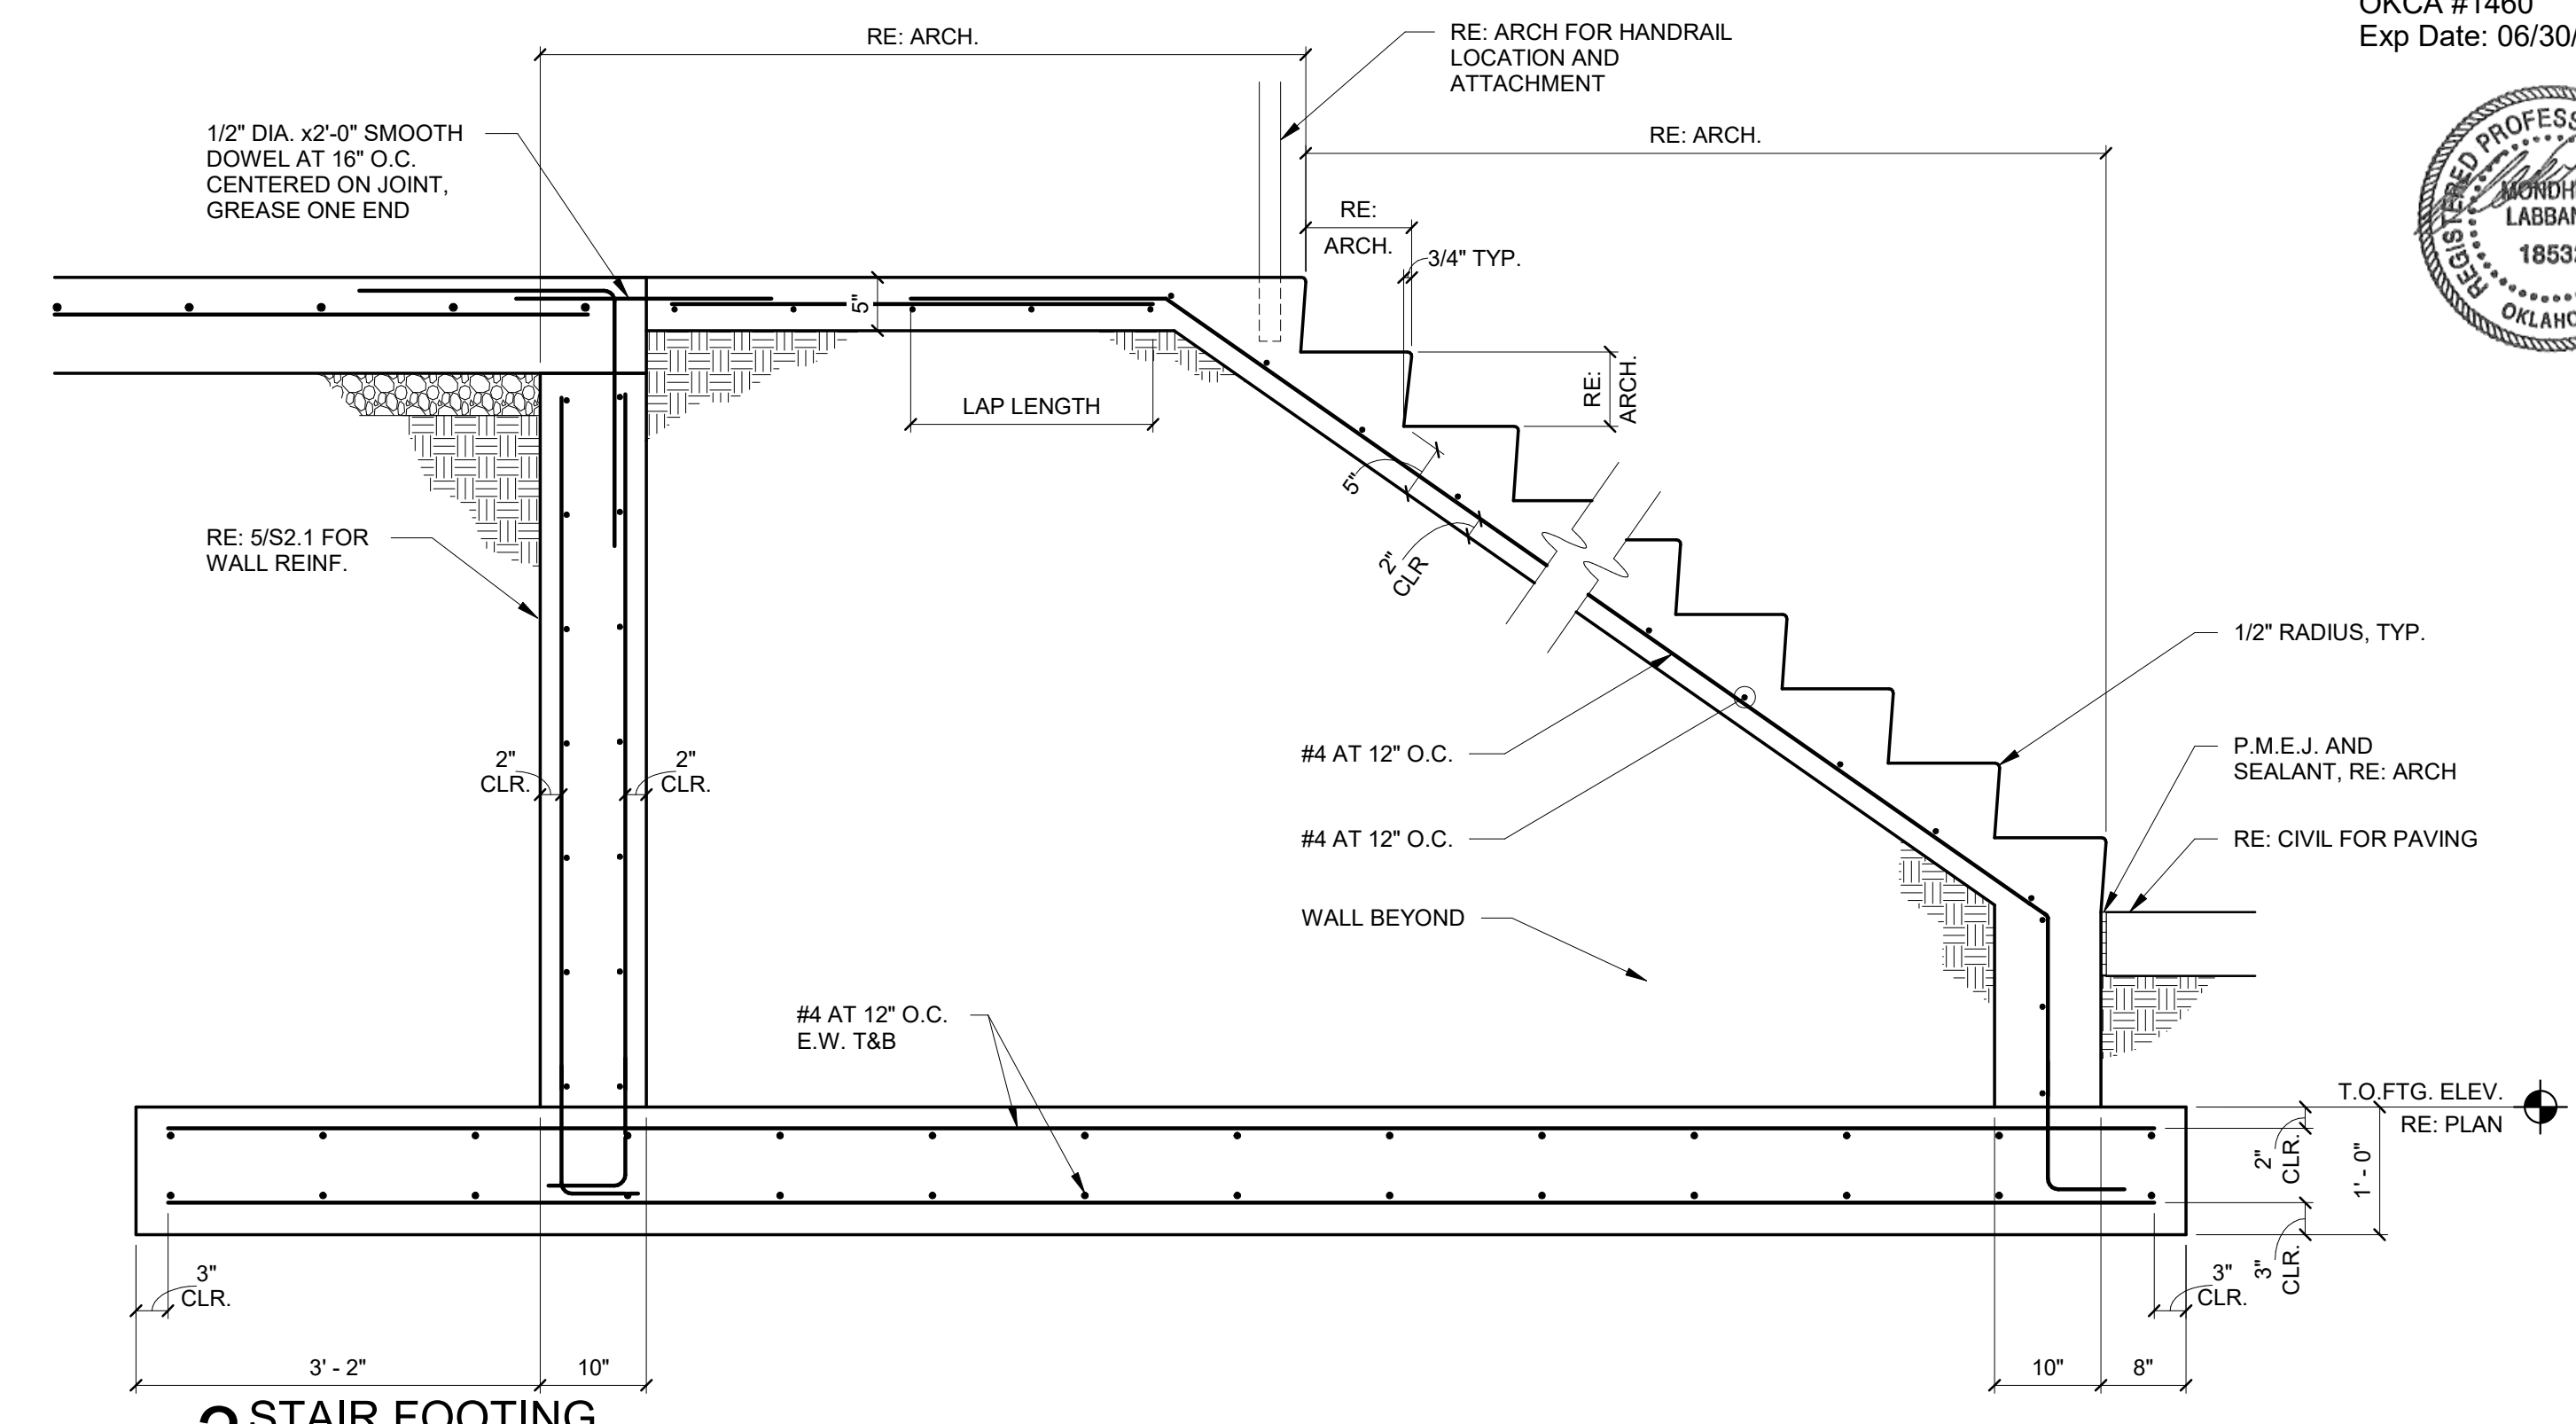 OKCA #1460
Exp Date: 06/30/
RE: ARCH.
RE: ARCH FOR HANDRAIL
LOCATION AND
ATTACHMENT
1/2" DIA. x2'-0" SMOOTH
DOWEL AT 16" O.C.
CENTERED ON JOINT,
GREASE ONE END
RE: ARCH.
REGISTERED PROFESS
LABBAN
OKLAHO
RE:
ARCH.
3/4" TYP.
5"
RE:
ARCH.
LAP LENGTH
5"
2"
CLR
RE: 5/S2.1 FOR
WALL REINF.
1/2" RADIUS, TYP.
2"
CLR.
2"
CLR.
#4 AT 12" O.C.
P.M.E.J. AND
SEALANT, RE: ARCH
#4 AT 12" O.C.
RE: CIVIL FOR PAVING
WALL BEYOND
#4 AT 12" O.C.
E.W. T&B
T.O.FTG. ELEV.
RE: PLAN
2"
CLR.
1' - 0"
3"
CLR.
3"
CLR.
3"
CLR.
3' - 2"
10"
10"
8"
STAIR FOOTING